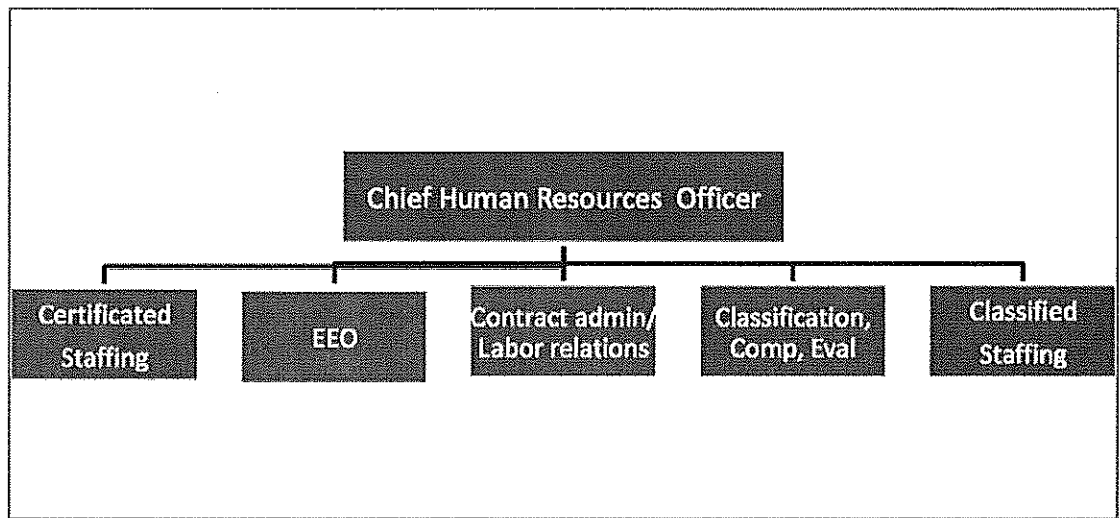 Chief Human Resources Officer
Certificated
Staffing
EEO
Contract admin/
Labor relations
Classification,
Comp, Eval
Classified
Staffing